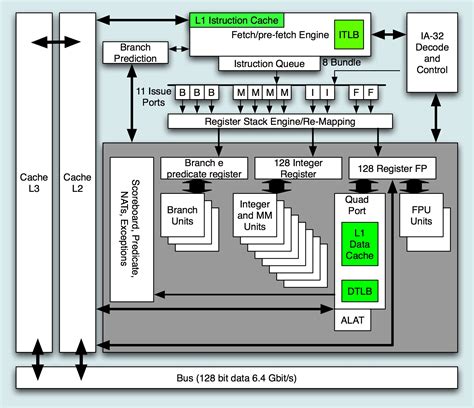 L1 Istruction Cache
Fetch/pre-fetch Engine
ITLB
IA-32
Decode
and
Control
Branch
Prediction
Istruction Queue
8 Bundle
11 Issue
Ports
B B B M M M M I I F F
Register Stack Engine/Re-Mapping
Cache
L3
Cache
L2
Scoreboard, Predicate,
NATs, Exceptions
Branch e
predicate register
128 Integer
Register
128 Register FP
Branch
Units
Integer
and MM
Units
Quad
Port
L1
Data
Cache
DTLB
ALAT
FPU
Units
Bus (128 bit data 6.4 Gbit/s)